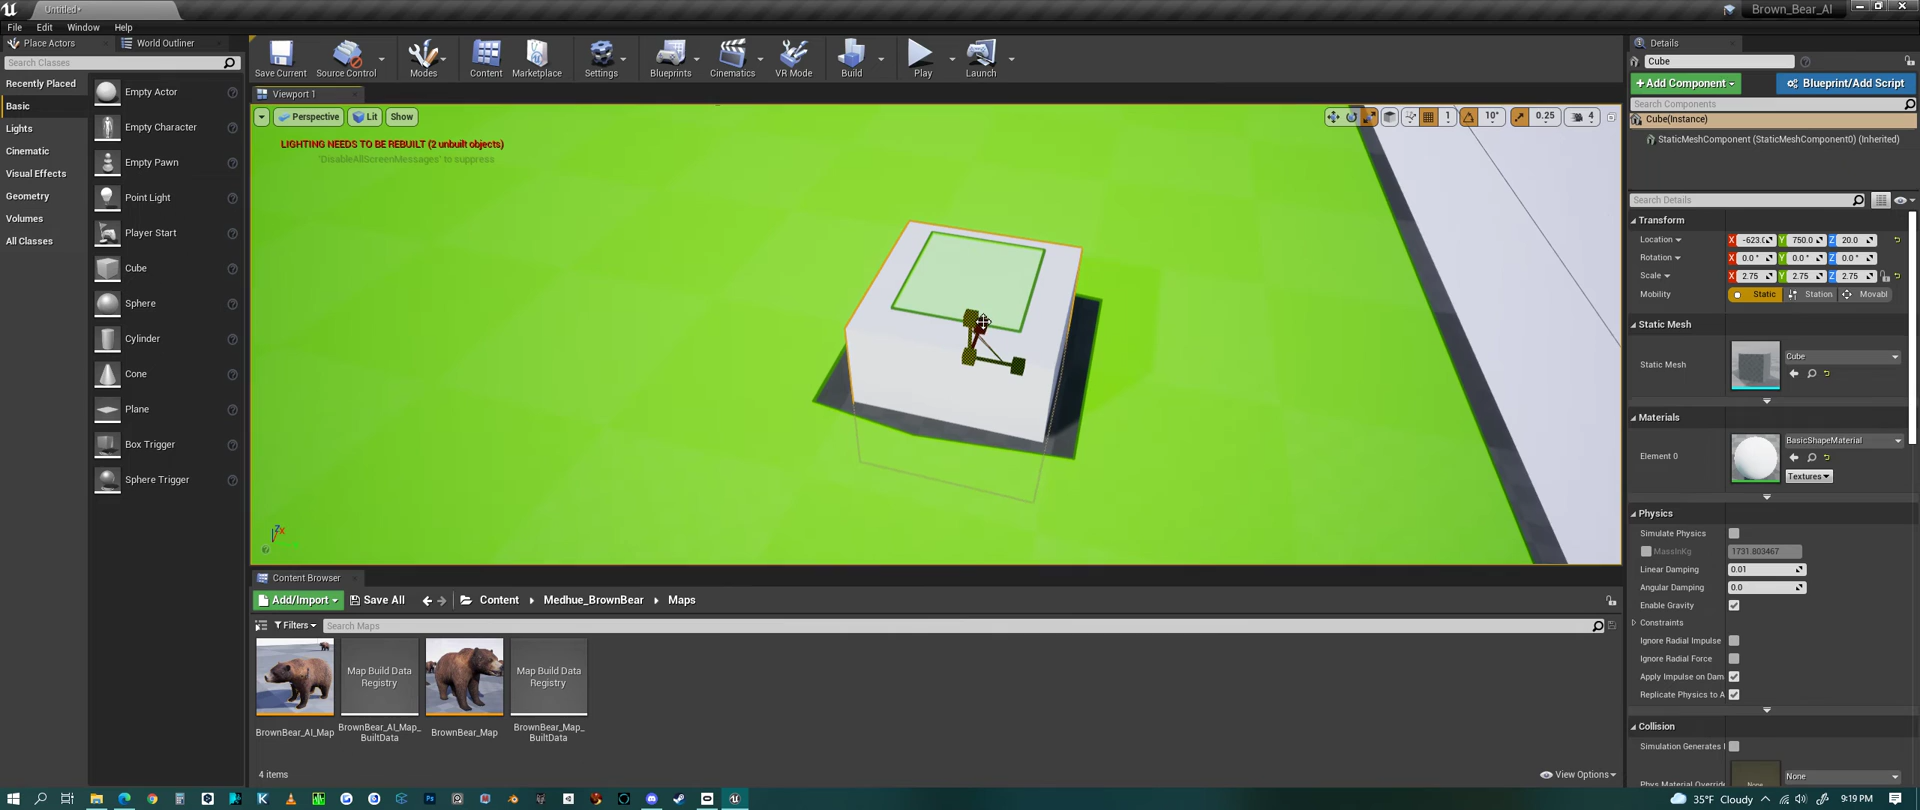 Untitled*
Brown_Bear_AI
File Edit Window Help
Place Actors
World Outliner
Search Classes
Recently Placed
Basic
Lights
Cinematic
Visual Effects
Geometry
Volumes
All Classes
Empty Actor
Empty Character
Empty Pawn
Point Light
Player Start
Cube
Sphere
Cylinder
Cone
Plane
Box Trigger
Sphere Trigger
Save Current
Source Control
Modes
Content
Marketplace
Settings
Blueprints
Cinematics
VR Mode
Build
Play
Launch
Viewport 1
Perspective
Lit
Show
1
10°
0.25
4
LIGHTING NEEDS TO BE REBUILT (2 unbuilt objects)
'DisableAllScreenMessages' to suppress
Content Browser
Add/Import
Save All
Content
Medhue_BrownBear
Maps
Filters
Search Maps
Map Build Data
Registry
Map Build Data
Registry
BrownBear_AI_Map
BrownBear_AI_Map_
BuiltData
BrownBear_Map
BrownBear_Map_
BuiltData
4 items
View Options
Details
Cube
+Add Component
Blueprint/Add Script
Search Components
Cube(Instance)
StaticMeshComponent (StaticMeshComponent0) (Inherited)
Search Details
Transform
Location X Y 750.0 Z 20.0
Rotation X 0.0 ° Y 0.0 ° Z 0.0 °
Scale X 2.75 Y 2.75 Z 2.75
Mobility Static Station Movabl
Static Mesh
Static Mesh
Cube
Materials
Element 0
BasicShapeMaterial
Textures
Physics
Simulate Physics
MassInKg 1731.803467
Linear Damping 0.01
Angular Damping 0.0
Enable Gravity
Constraints
Ignore Radial Impulse
Ignore Radial Force
Apply Impulse on Dam
Replicate Physics to A
Collision
Simulation Generates
Phys Material Override
None
None
35°F Cloudy
9:19 PM